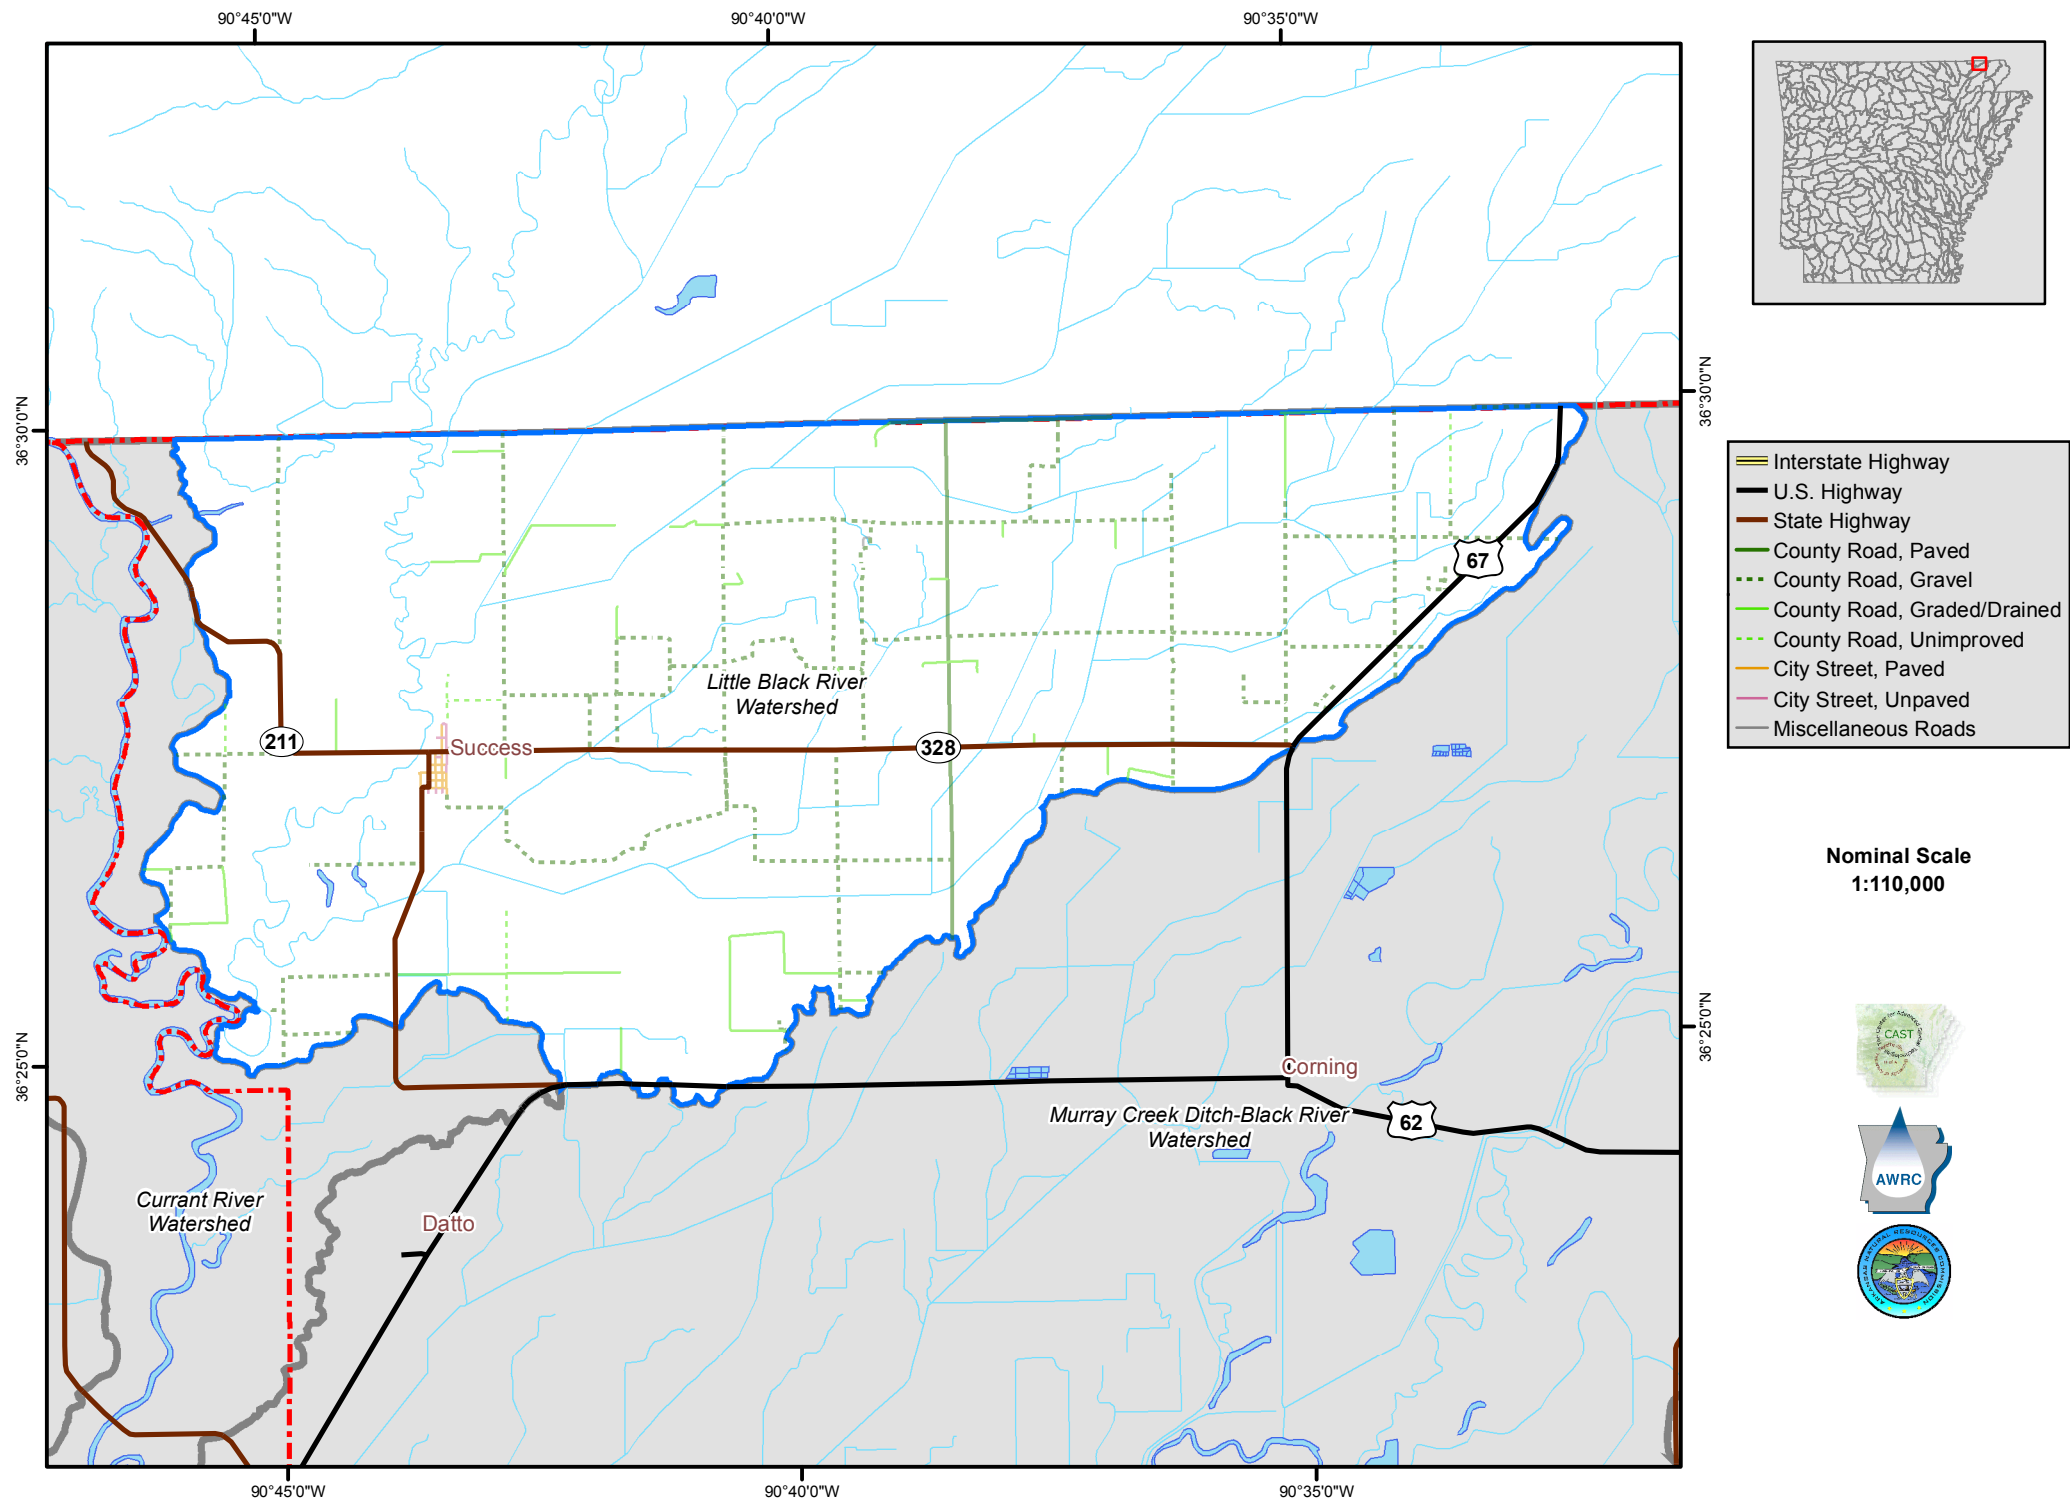 90°45'0"W
90°40'0"W
90°35'0"W
36°30'0"N
36°30'0"N
Interstate Highway
U.S. Highway
State Highway
County Road, Paved
County Road, Gravel
County Road, Graded/Drained
County Road, Unimproved
City Street, Paved
City Street, Unpaved
Miscellaneous Roads
67
Little Black River
Watershed
211
Success
328
Nominal Scale
1:110,000
36°25'0"N
36°25'0"N
CAST
Corning
Murray Creek Ditch-Black River
Watershed
62
AWRC
Currant River
Watershed
Datto
ARKANSAS NATURAL RESOURCES COMMISSION
90°45'0"W
90°40'0"W
90°35'0"W